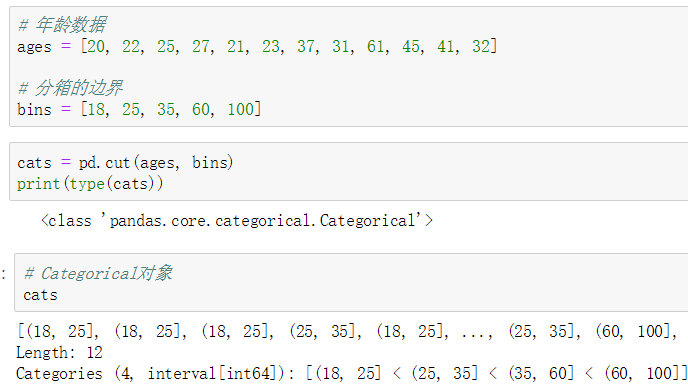 # 年龄数据
ages = [20, 22, 25, 27, 21, 23, 37, 31, 61, 45, 41, 32]
# 分箱的边界
bins = [18, 25, 35, 60, 100]
cats = pd.cut(ages, bins)
print(type(cats))
<class 'pandas.core.categorical.Categorical'>
:
# Categorical对象
cats
[(18, 25], (18, 25], (18, 25], (25, 35], (18, 25], ..., (25, 35], (60, 100],
Length: 12
Categories (4, interval[int64]): [(18, 25] < (25, 35] < (35, 60] < (60, 100]]